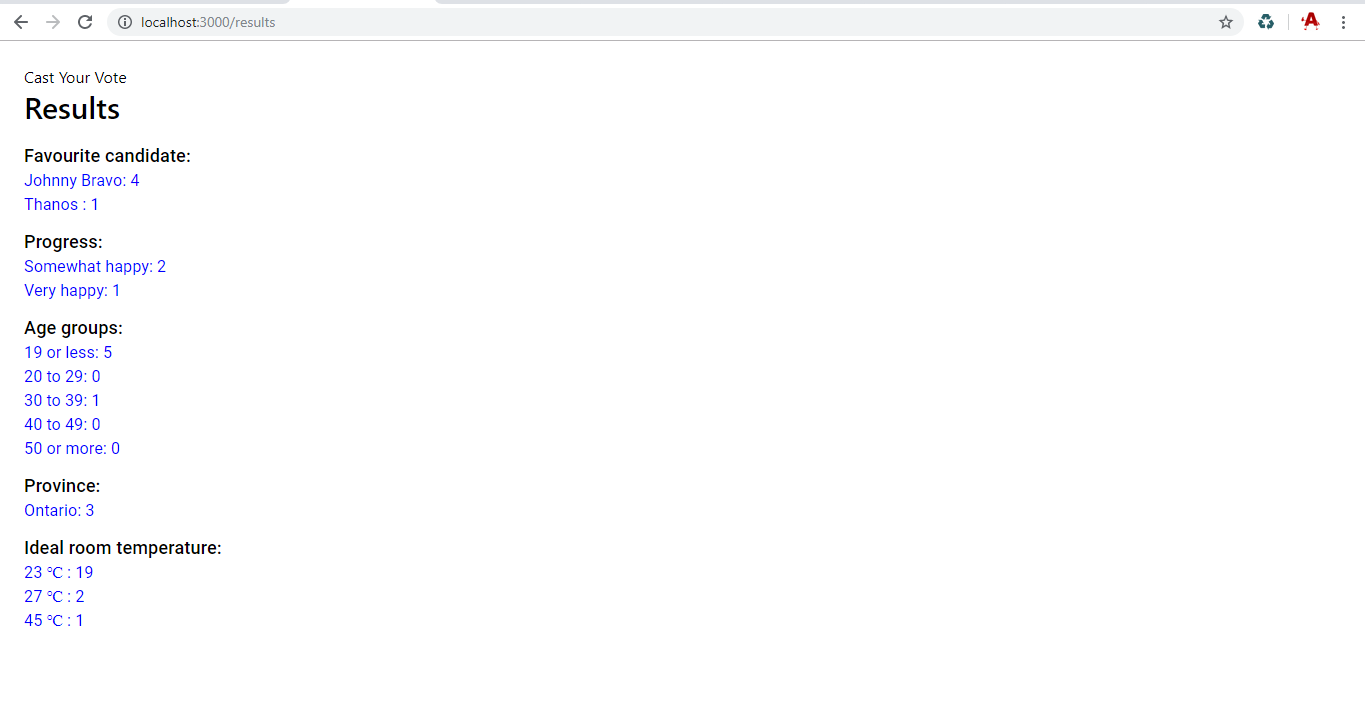 localhost:3000/results
Cast Your Vote
Results
Favourite candidate:
Johnny Bravo: 4
Thanos : 1
Progress:
Somewhat happy: 2
Very happy: 1
Age groups:
19 or less: 5
20 to 29: 0
30 to 39: 1
40 to 49: 0
50 or more: 0
Province:
Ontario: 3
Ideal room temperature:
23 °C : 19
27 °C : 2
45 °C : 1